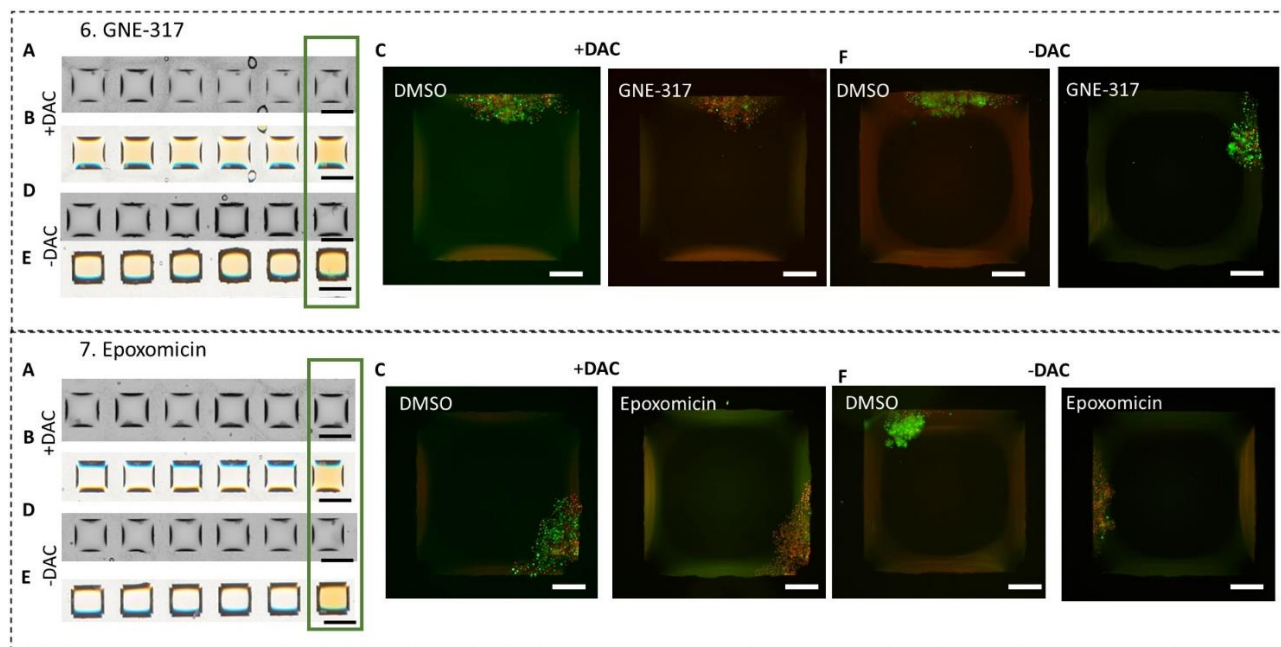 6. GNE-317
A
+DAC
B
D
-DAC
E
C
+DAC
F
-DAC
DMSO
GNE-317
DMSO
GNE-317
7. Epoxomicin
A
+DAC
B
D
-DAC
E
C
+DAC
F
-DAC
DMSO
Epoxomicin
DMSO
Epoxomicin